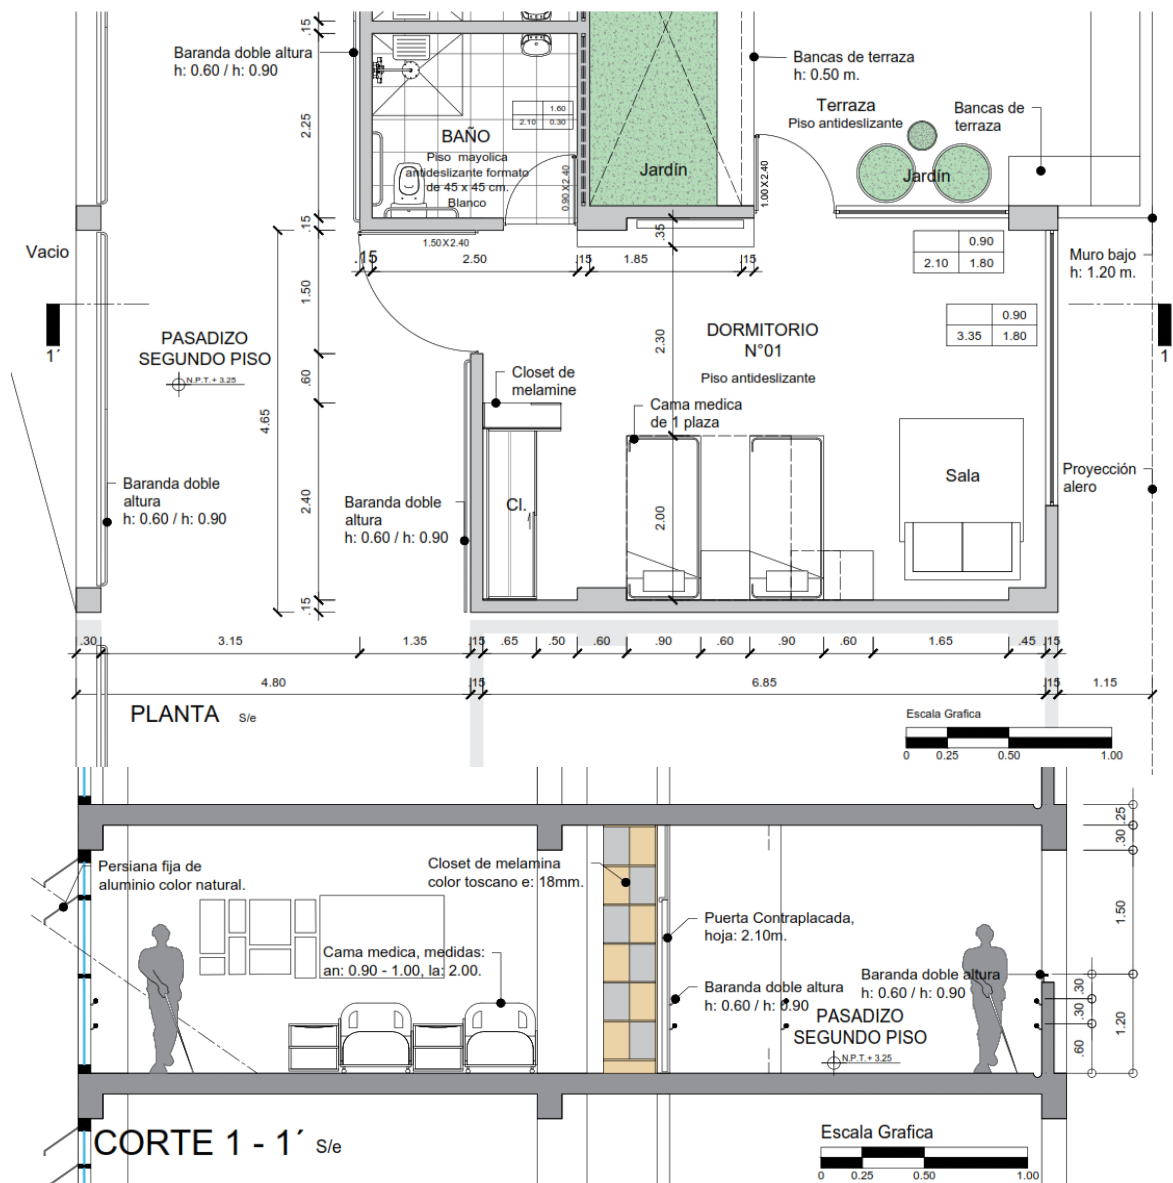 .15
Baranda doble altura
h: 0.60 / h: 0.90
Bancas de terraza
h: 0.50 m.
Terraza
Piso antideslizante
Bancas de
terraza
1.60
2.10 0.30
2.25
BAÑO
Piso mayolica
antideslizante formato
de 45 x 45 cm.
Blanco
0.90 X 2.40
Jardín
1.00 X 2.40
Jardín
.15
Vacio
1.50 X 2.40
.35
.15 2.50 .15 1.85 .15
0.90
2.10 1.80
Muro bajo
h: 1.20 m.
1.50
1´
PASADIZO
SEGUNDO PISO
N.P.T.+ 3.25
2.30
DORMITORIO
N°01
Piso antideslizante
0.90
3.35 1.80
1
.60
Closet de
melamine
Cama medica
de 1 plaza
4.65
Baranda doble
altura
h: 0.60 / h: 0.90
2.40
Baranda doble
altura
h: 0.60 / h: 0.90
Cl.
2.00
Sala
Proyección
alero
.15
.30 3.15 1.35 .15 .65 .50 .60 .90 .60 .90 .60 1.65 .45 .15
4.80 .15 6.85 .15 1.15
PLANTA S/e
Escala Grafica
0 0.25 0.50 1.00
Persiana fija de
aluminio color natural.
Closet de melamina
color toscano e: 18mm.
.25
.30
1.50
Puerta Contraplacada,
hoja: 2.10m.
Cama medica, medidas:
an: 0.90 - 1.00, la: 2.00.
Baranda doble altura
h: 0.60 / h: 0.90
Baranda doble altura
h: 0.60 / h: 0.90
PASADIZO
SEGUNDO PISO
N.P.T.+ 3.25
.30
.30
.60
1.20
CORTE 1 - 1´ S/e
Escala Grafica
0 0.25 0.50 1.00